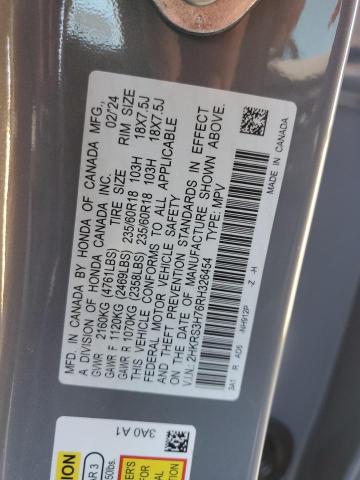 MFD. IN CANADA BY HONDA OF CANADA MFG.,
A DIVISION OF HONDA CANADA INC. 02/24
GVWR 2160KG (4761LBS) TIRE SIZE RIM SIZE
GAWR F 1120KG (2469LBS) 235/60R18 103H 18X7.5J
GAWR R 1070KG (2358LBS) 235/60R18 103H 18X7.5J
THIS VEHICLE CONFORMS TO ALL APPLICABLE
FEDERAL MOTOR VEHICLE SAFETY
AND THEFT PREVENTION STANDARDS IN EFFECT
ON THE DATE OF MANUFACTURE SHOWN ABOVE.
V.I.N.: 2HKRS3H76RH326454 TYPE: MPV
3A1 R AD6 -NH912P -Z -H
MADE IN CANADA
3A0 A1